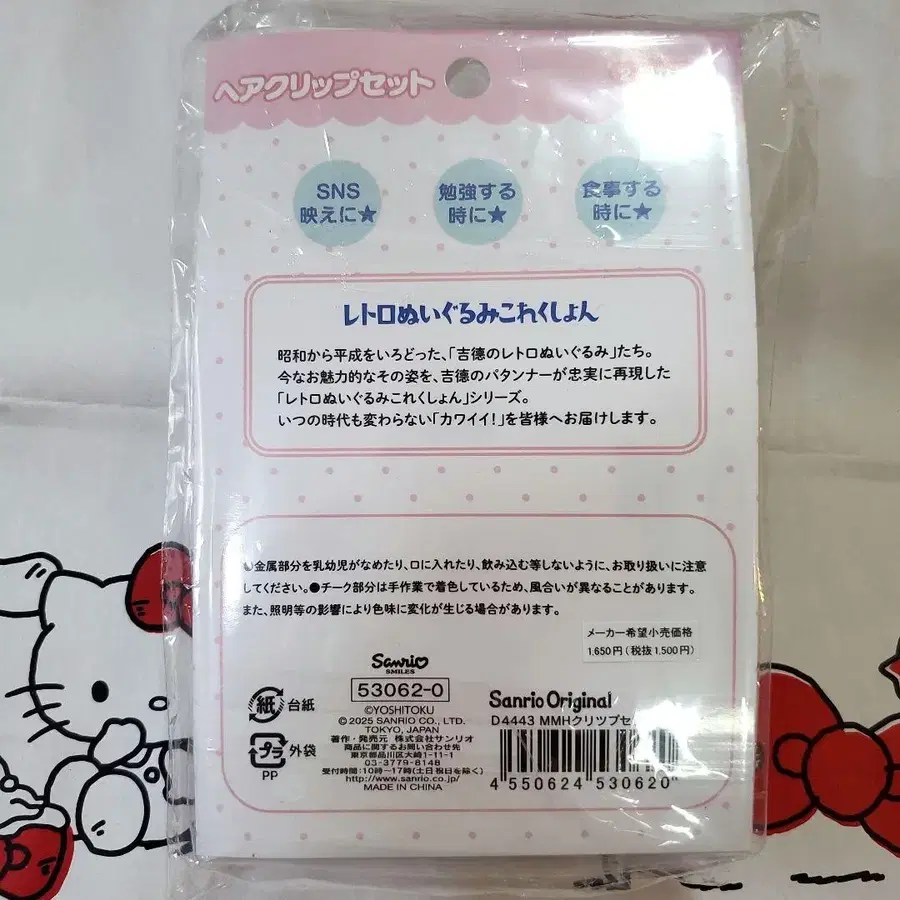 ヘアクリップセット
SNS
映えに★
勉強する
時に★
食事する
時に★
レトロぬいぐるみこれくしょん
昭和から平成をいろどった、「吉德のレトロぬいぐるみ」たち。
今なお魅力的なその姿を、吉德のパタンナーが忠実に再現した
「レトロぬいぐるみこれくしょん」シリーズ。
いつの時代も変わらない「カワイイ!」を皆様へお届けします。
●金属部分を乳幼児がなめたり、口に入れたり、飲み込む等しないように、お取り扱いに注意
してください。●チーク部分は手作業で着色しているため、風合いが異なることがあります。
また、照明等の影響により色味に変化が生じる場合があります。
メーカー希望小売価格
1,650円(税抜1,500円)
Sanrio
SMILES
53062-0
©YOSHITOKU
©2025 SANRIO CO., LTD.
TOKYO, JAPAN
著作・発売元 株式会社サンリオ
商品に関するお問い合わせ先
東京都品川区大崎1-11-1
03-3779-8148
受付時間:10時~17時(土日祝日を除く)
http://www.sanrio.co.jp/
MADE IN CHINA
紙 台紙
プラ 外袋
PP
Sanrio Original
D4443 MMHクリツプセ
4 550624 530620